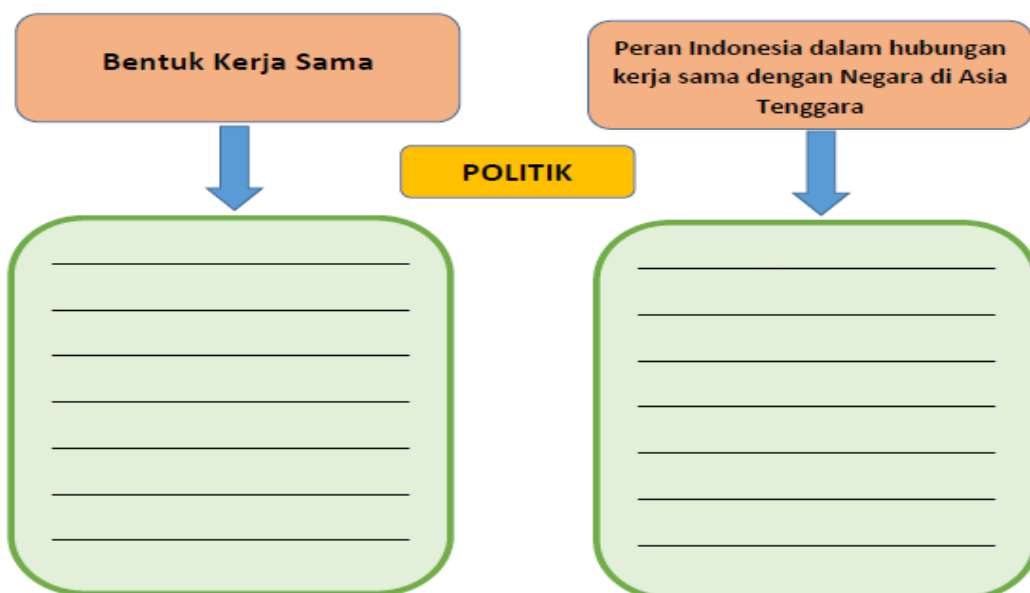 Bentuk Kerja Sama
Peran Indonesia dalam hubungan
kerja sama dengan Negara di Asia
Tenggara
POLITIK